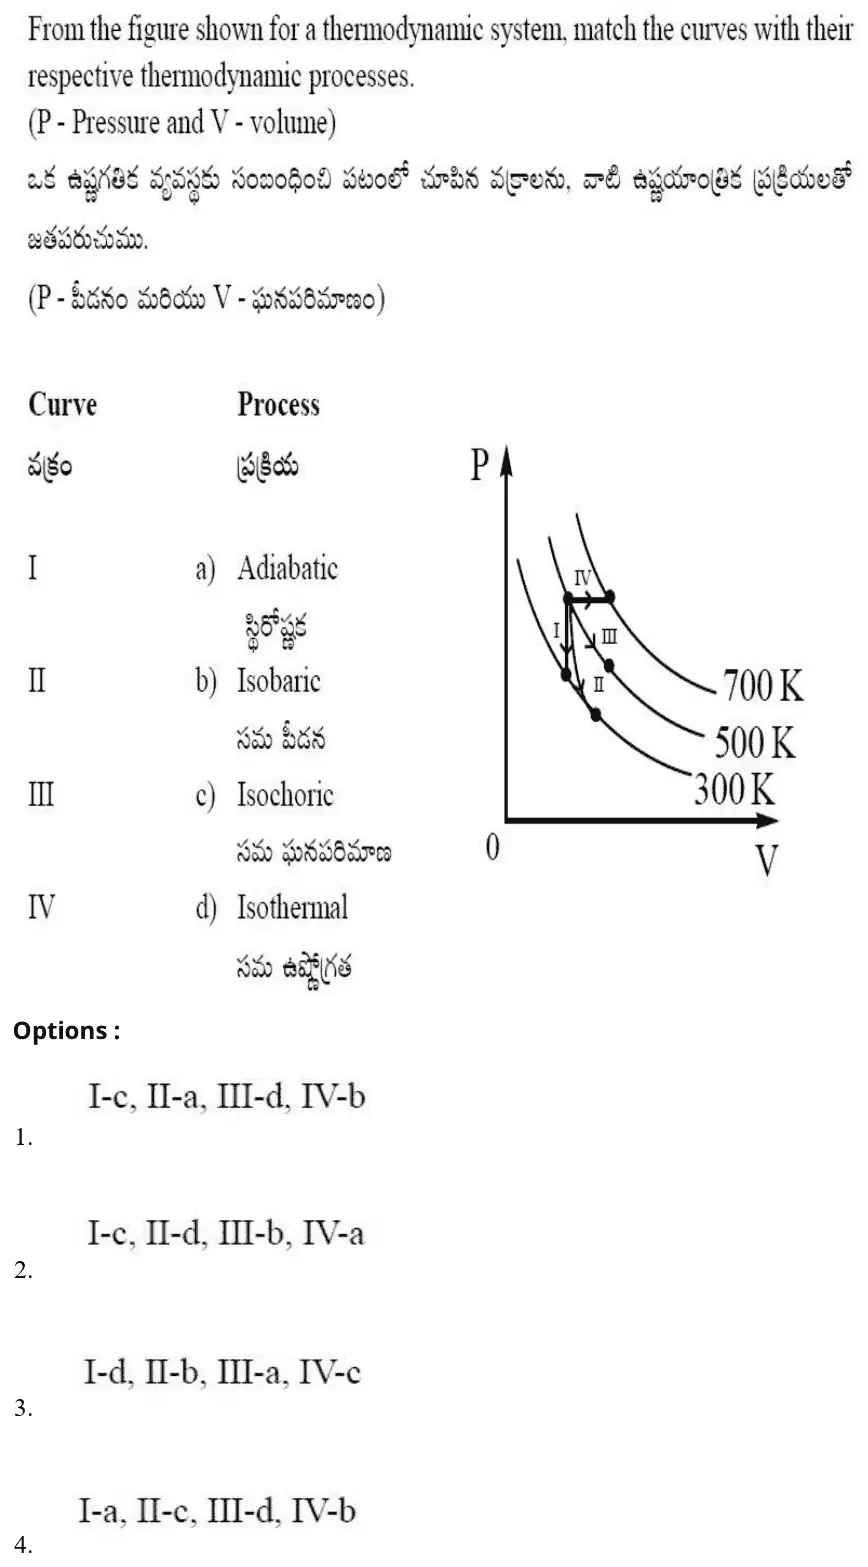 From the figure shown for a thermodynamic system, match the curves with their
respective thermodynamic processes.
(P - Pressure and V - volume)
ఒక ఉష్ణగతిక వ్యవస్థకు సంబంధించి పటంలో చూపిన వక్రాలను, వాటి ఉష్ణయాంత్రిక ప్రక్రియలతో
జతపరుచుము.
(P - పీడనం మరియు V - ఘనపరిమాణం)
Curve Process
వక్రం ప్రక్రియ
I a) Adiabatic
స్థిరోష్ణక
II b) Isobaric
సమ పీడన
III c) Isochoric
సమ ఘనపరిమాణ
IV d) Isothermal
సమ ఉష్ణోగ్రత
P
IV
I
III
II
700 K
500 K
300 K
0
V
Options :
I-c, II-a, III-d, IV-b
1.
I-c, II-d, III-b, IV-a
2.
I-d, II-b, III-a, IV-c
3.
I-a, II-c, III-d, IV-b
4.